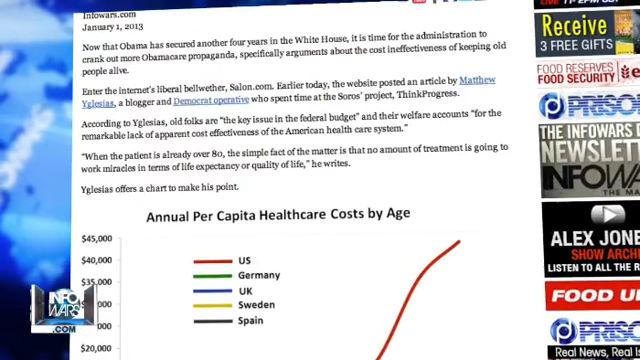 Infowars.com
January 1, 2013
Now that Obama has secured another four years in the White House, it is time for the administration to
crank out more Obamacare propaganda, specifically arguments about the cost ineffectiveness of keeping old
people alive.
Enter the internet's liberal bellwether, Salon.com. Earlier today, the website posted an article by Matthew
Yglesias, a blogger and Democrat operative who spent time at the Soros' project, ThinkProgress.
According to Yglesias, old folks are "the key issue in the federal budget" and their welfare accounts "for the
remarkable lack of apparent cost effectiveness of the American health care system."
"When the patient is already over 80, the simple fact of the matter is that no amount of treatment is going to
work miracles in terms of life expectancy or quality of life," he writes.
Yglesias offers a chart to make his point.
Annual Per Capita Healthcare Costs by Age
$45,000
$40,000
$35,000
$20,000
US
Germany
UK
Sweden
Spain
INFO
WARS
.COM
Receive
3 FREE GIFTS
FOOD RESERVES
FOOD SECURITY
PRISON
THE INFOWARS
NEWSLETT
INFOW
ALEX JONE
SHOW ARCH
LISTEN TO ALL THE
FOOD U
PRISO
Real News, Real